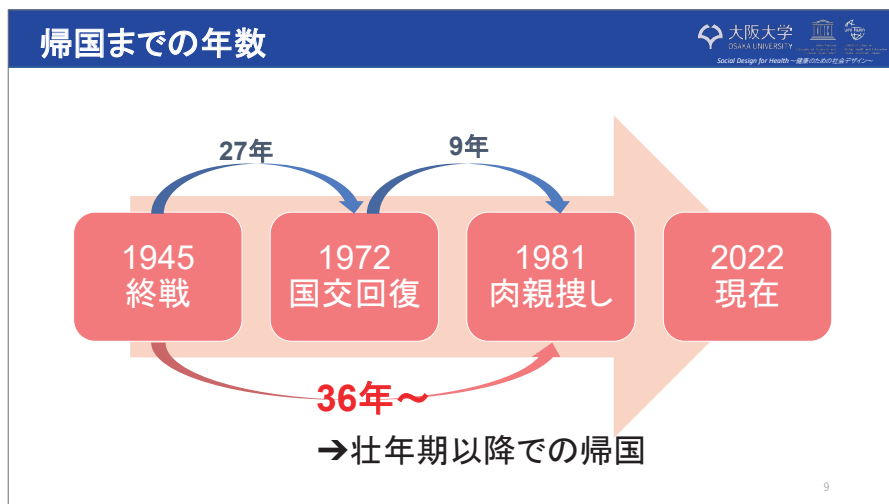 帰国までの年数
大阪大学
OSAKA UNIVERSITY
Social Design for Health～健康のための社会デザイン～
27年
9年
1945
終戦
1972
国交回復
1981
肉親捜し
2022
現在
36年～
➔壮年期以降での帰国
9